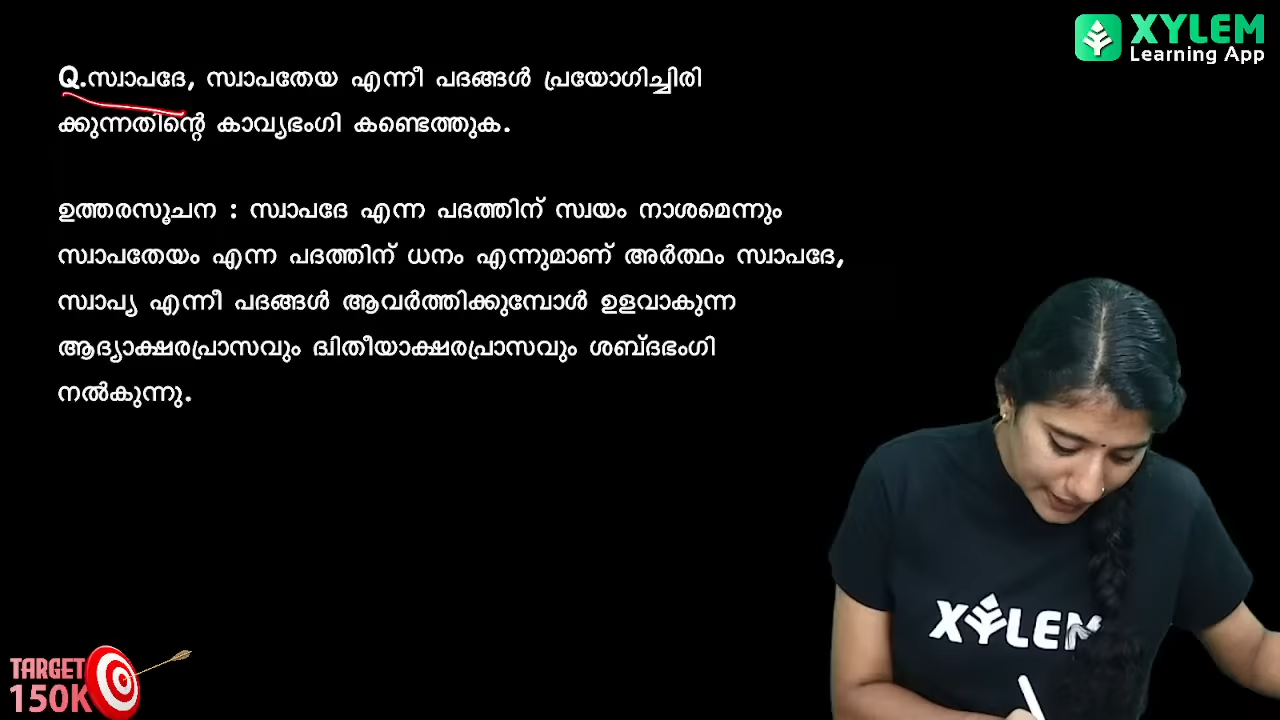 XYLEM
Learning App
Q.സ്വാപദേ, സ്വാപതേയ എന്നീ പദങ്ങൾ പ്രയോഗിച്ചിരി
ക്കുന്നതിന്റെ കാവ്യഭംഗി കണ്ടെത്തുക.
ഉത്തരസൂചന : സ്വാപദേ എന്ന പദത്തിന് സ്വയം നാശമെന്നും
സ്വാപതേയം എന്ന പദത്തിന് ധനം എന്നുമാണ് അർത്ഥം സ്വാപദേ,
സ്വാപ്യ എന്നീ പദങ്ങൾ ആവർത്തിക്കുമ്പോൾ ഉളവാകുന്ന
ആദ്യാക്ഷരപ്രാസവും ദ്വിതീയാക്ഷരപ്രാസവും ശബ്ദഭംഗി
നൽകുന്നു.
XYLEM
TARGET
150K